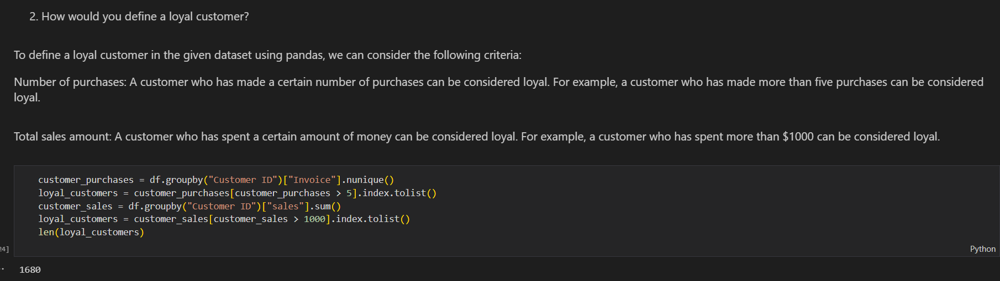 2. How would you define a loyal customer?
To define a loyal customer in the given dataset using pandas, we can consider the following criteria:
Number of purchases: A customer who has made a certain number of purchases can be considered loyal. For example, a customer who has made more than five purchases can be considered
loyal.
Total sales amount: A customer who has spent a certain amount of money can be considered loyal. For example, a customer who has spent more than $1000 can be considered loyal.
customer_purchases = df.groupby("Customer ID")["Invoice"].nunique()
loyal_customers = customer_purchases[customer_purchases > 5].index.tolist()
customer_sales = df.groupby("Customer ID")["sales"].sum()
loyal_customers = customer_sales[customer_sales > 1000].index.tolist()
len(loyal_customers)
24]
Python
1680